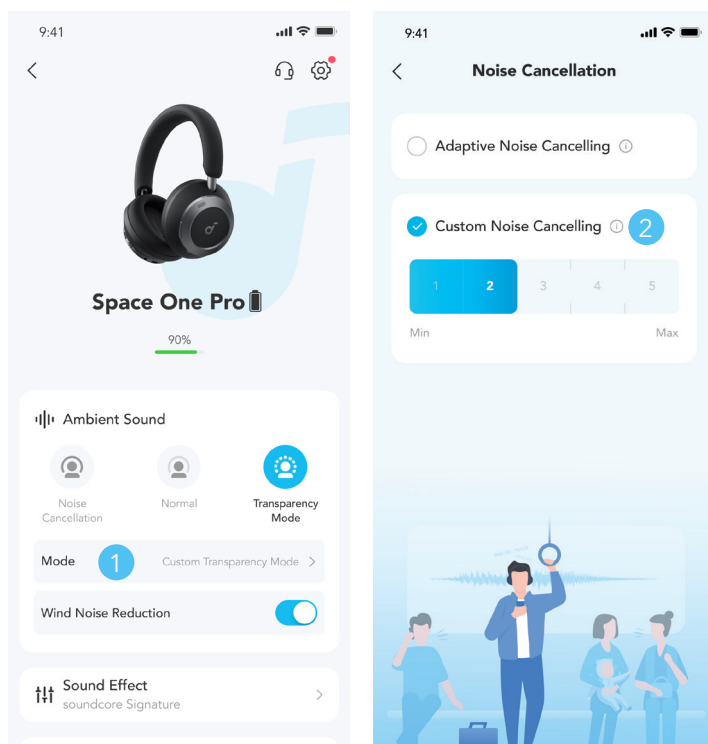 9:41
Space One Pro
90%
Ambient Sound
Noise
Cancellation
Normal
Transparency
Mode
Mode
1
Custom Transparency Mode
Wind Noise Reduction
Sound Effect
soundcore Signature
9:41
Noise Cancellation
Adaptive Noise Cancelling
Custom Noise Cancelling
2
1 2 3 4 5
Min Max